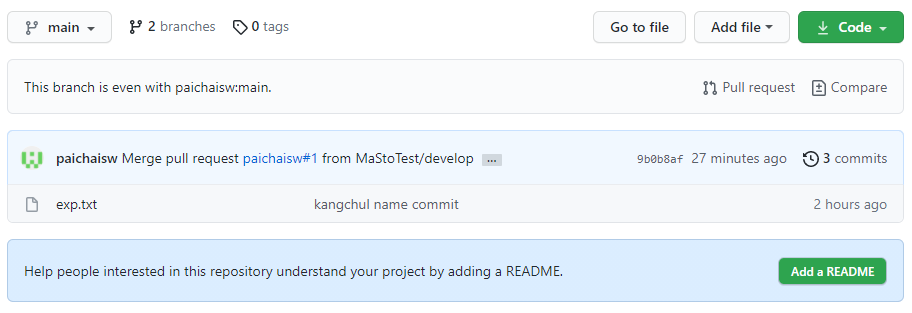 main 2 branches 0 tags Go to file Add file Code
This branch is even with paichaisw:main. Pull request Compare
paichaisw Merge pull request paichaisw#1 from MaStoTest/develop ... 9b0b8af 27 minutes ago 3 commits
exp.txt kangchul name commit 2 hours ago
Help people interested in this repository understand your project by adding a README. Add a README